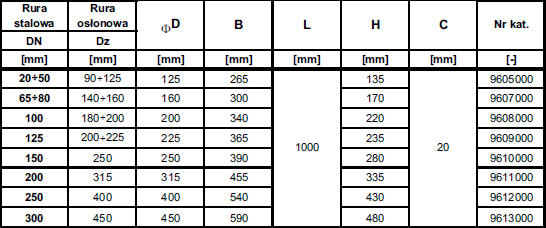 Rura stalowa | Rura osłonowa | ΦD | B | L | H | C | Nr kat.
DN | Dz
[mm] | [mm] | [mm] | [mm] | [mm] | [mm] | [mm] | [-]
20÷50 | 90÷125 | 125 | 265 | 1000 | 135 | 20 | 9605000
65÷80 | 140÷160 | 160 | 300 | 170 | 9607000
100 | 180÷200 | 200 | 340 | 220 | 9608000
125 | 200÷225 | 225 | 365 | 235 | 9609000
150 | 250 | 250 | 390 | 280 | 9610000
200 | 315 | 315 | 455 | 335 | 9611000
250 | 400 | 400 | 540 | 430 | 9612000
300 | 450 | 450 | 590 | 480 | 9613000